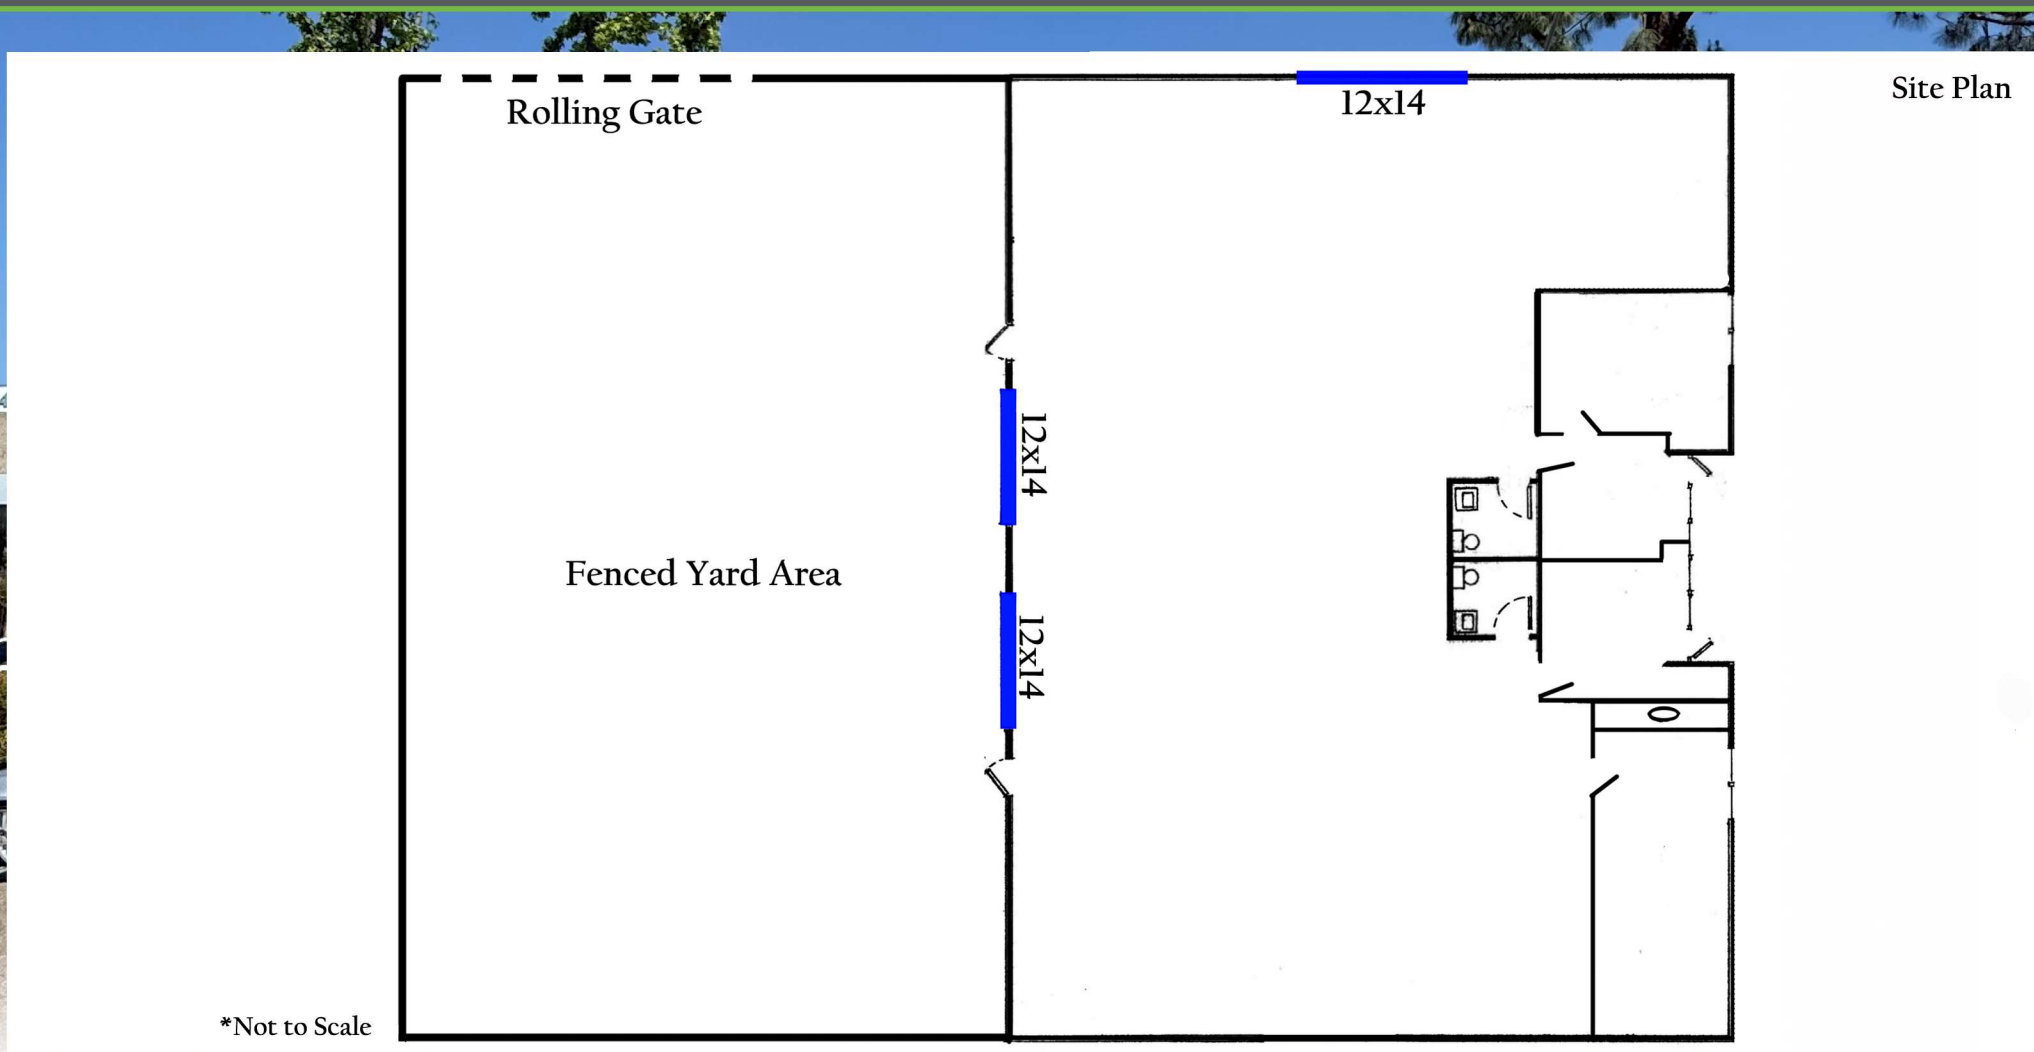 Site Plan
Rolling Gate
12x14
12x14
Fenced Yard Area
12x14
*Not to Scale